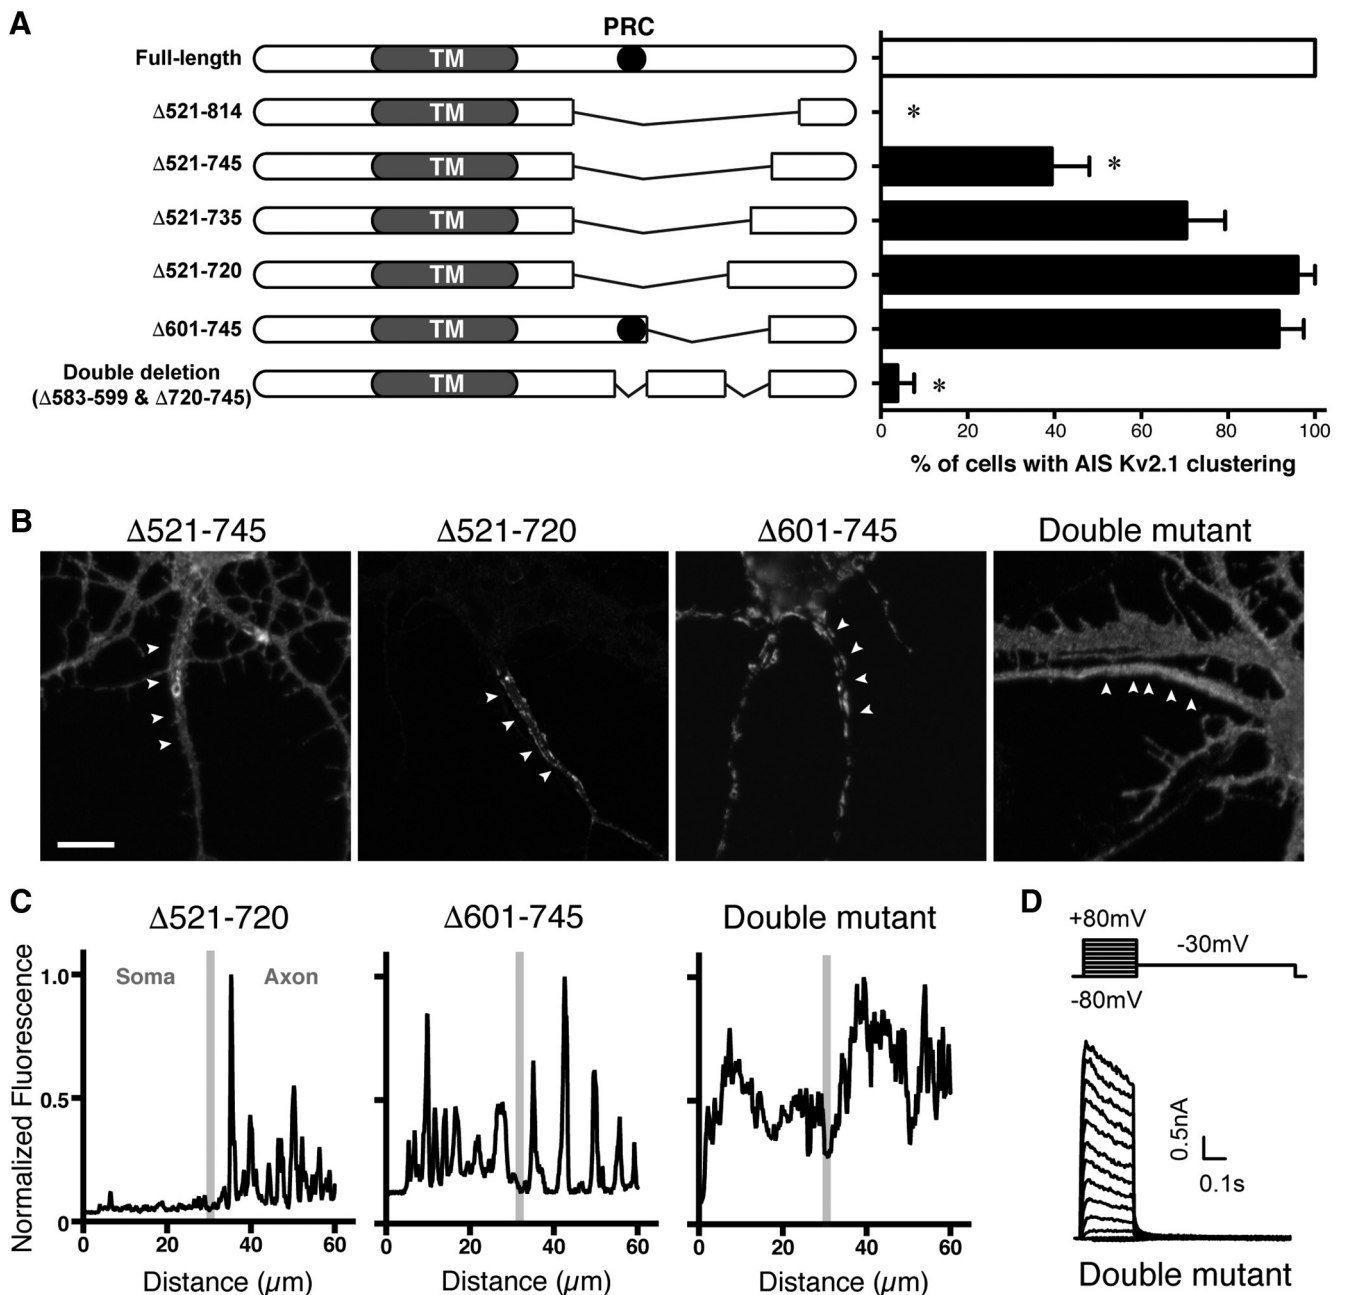 A
PRC
Full-length
TM
Δ521-814
TM
*
Δ521-745
TM
*
Δ521-735
TM
Δ521-720
TM
Δ601-745
TM
Double deletion
(Δ583-599 & Δ720-745)
TM
*
0 20 40 60 80 100
% of cells with AIS Kv2.1 clustering
B
Δ521-745
Δ521-720
Δ601-745
Double mutant
C
Δ521-720
Δ601-745
Double mutant
Normalized Fluorescence
1.0
0.5
0
Soma
Axon
0 20 40 60
0 20 40 60
0 20 40 60
Distance (µm)
Distance (µm)
Distance (µm)
D
+80mV
-30mV
-80mV
0.5nA
0.1s
Double mutant